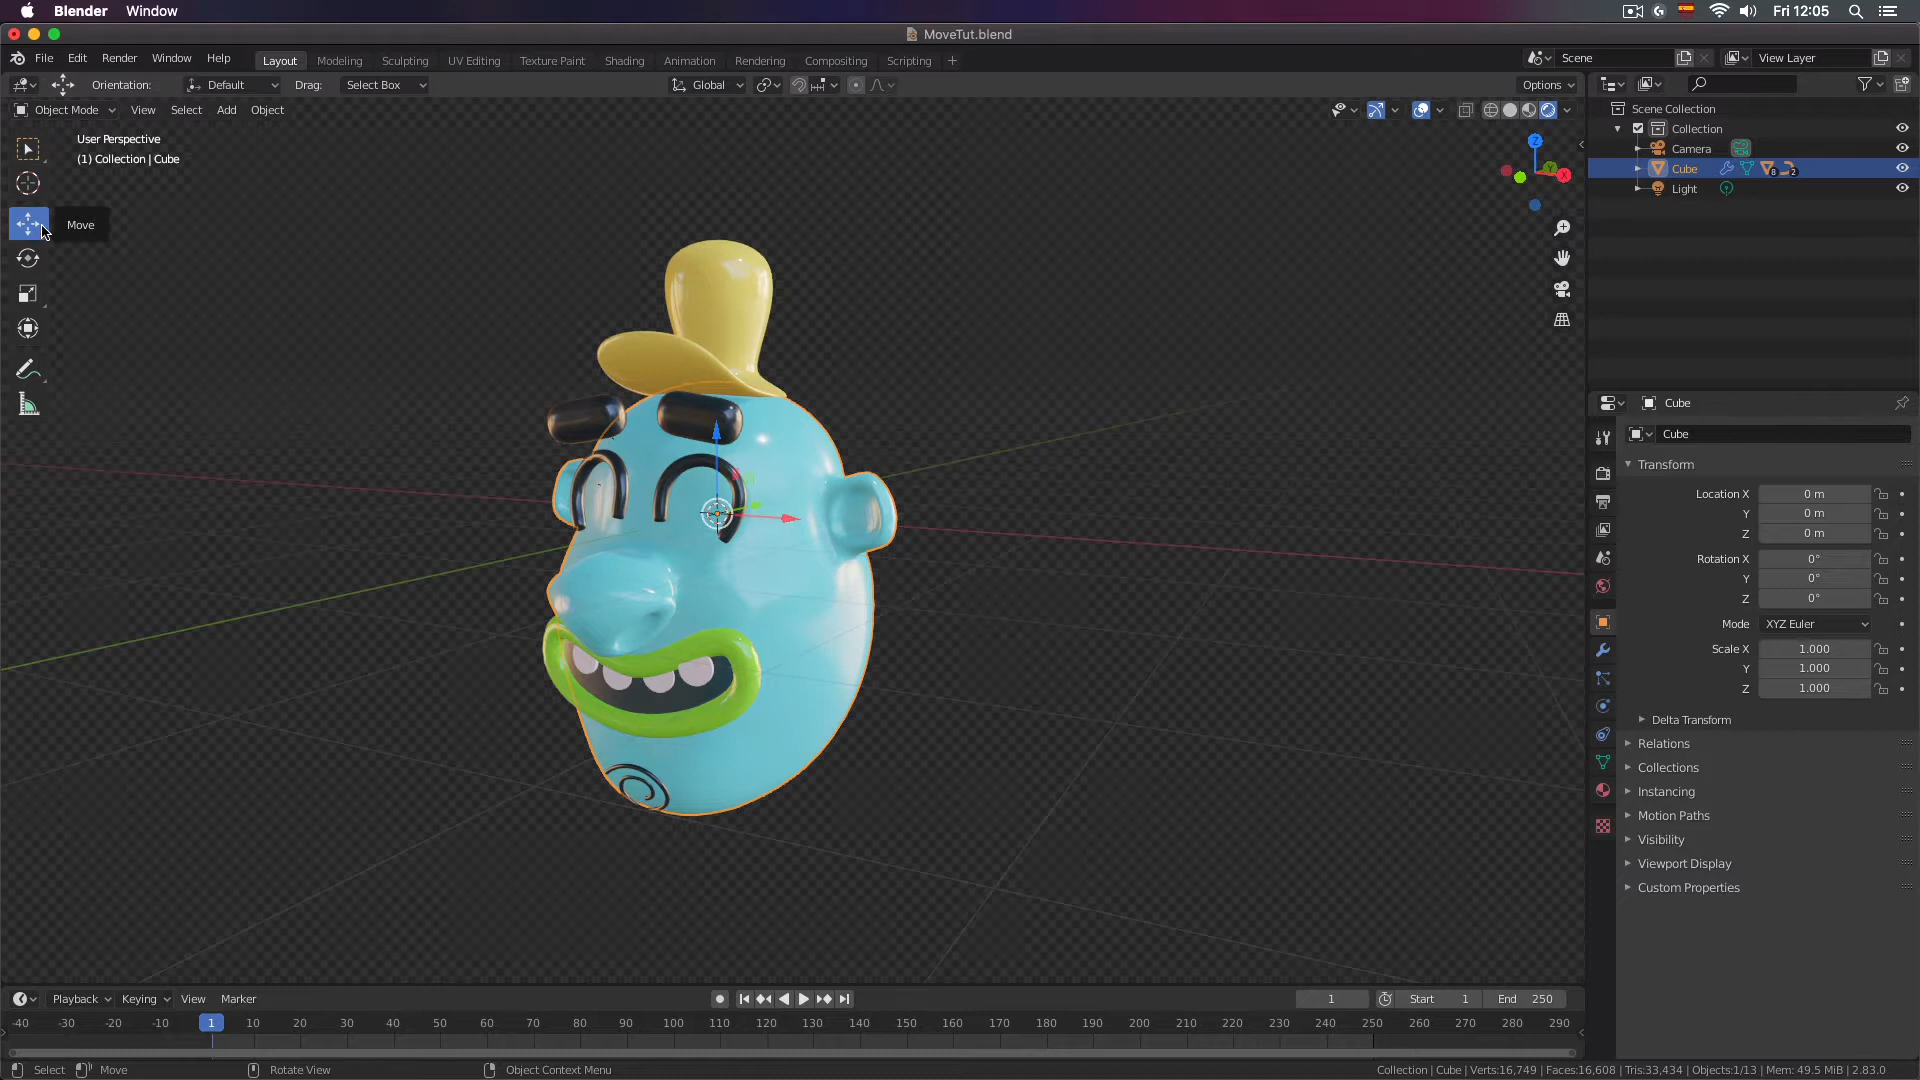 Blender Window Fri 12:05
MoveTut.blend
File Edit Render Window Help Layout Modeling Sculpting UV Editing Texture Paint Shading Animation Rendering Compositing Scripting + Scene View Layer
Orientation: Default Drag: Select Box Global Options
Object Mode View Select Add Object
User Perspective
(1) Collection | Cube
Move
Z
Y
X
Scene Collection
Collection
Camera
Cube 8 2
Light
Cube
Cube
Transform
Location X 0 m
Y 0 m
Z 0 m
Rotation X 0°
Y 0°
Z 0°
Mode XYZ Euler
Scale X 1.000
Y 1.000
Z 1.000
Delta Transform
Relations
Collections
Instancing
Motion Paths
Visibility
Viewport Display
Custom Properties
Playback Keying View Marker 1 Start 1 End 250
-40 -30 -20 -10 1 10 20 30 40 50 60 70 80 90 100 110 120 130 140 150 160 170 180 190 200 210 220 230 240 250 260 270 280 290
Select Move Rotate View Object Context Menu Collection | Cube | Verts:16,749 | Faces:16,608 | Tris:33,434 | Objects:1/13 | Mem: 49.5 MiB | 2.83.0